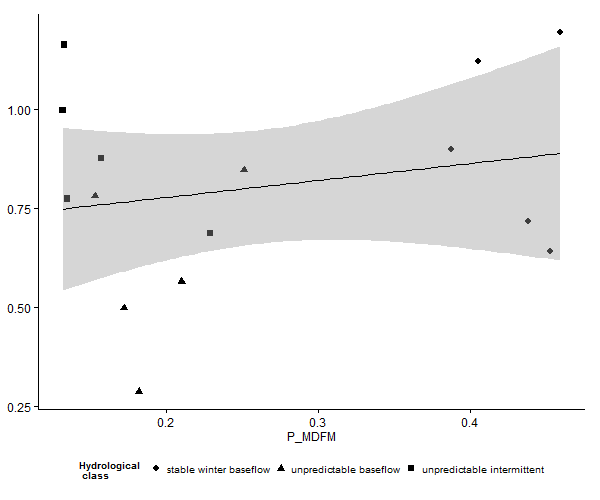 1.00
0.75
0.50
0.25
0.2 0.3 0.4
P_MDFM
Hydrological
class
stable winter baseflow unpredictable baseflow unpredictable intermittent